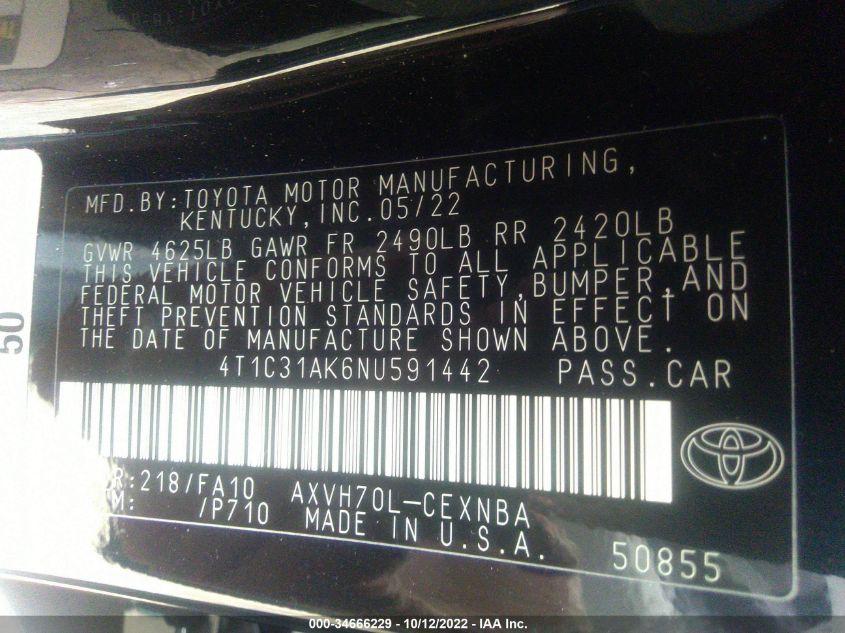 MFD.BY:TOYOTA MOTOR MANUFACTURING,
KENTUCKY,INC.05/22
GVWR 4625LB GAWR FR 2490LB RR 2420LB
THIS VEHICLE CONFORMS TO ALL APPLICABLE
FEDERAL MOTOR VEHICLE SAFETY,BUMPER,AND
THEFT PREVENTION STANDARDS IN EFFECT ON
THE DATE OF MANUFACTURE SHOWN ABOVE.
4T1C31AK6NU591442 PASS.CAR
R:218/FA10 AXVH70L-CEXNBA
M: /P710 MADE IN U.S.A.
50855
50
000-34666229 - 10/12/2022 - IAA Inc.